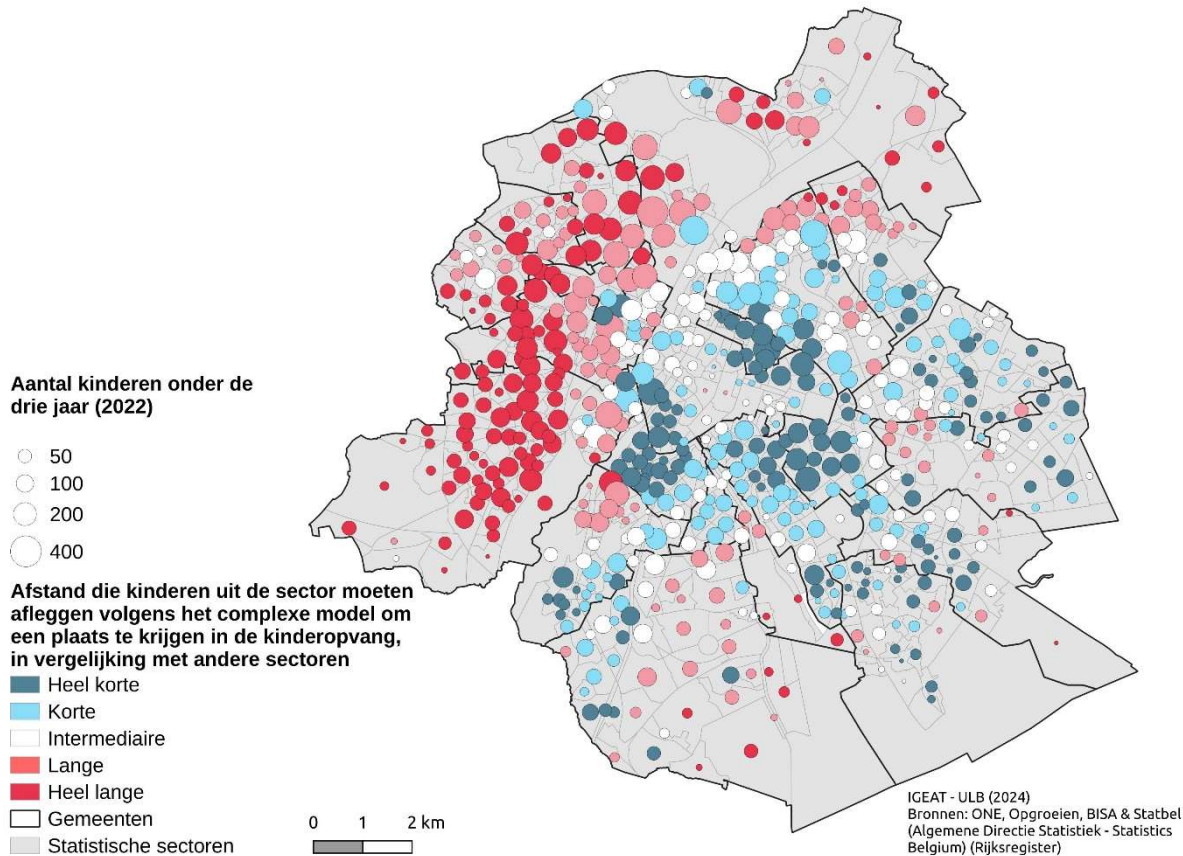 Aantal kinderen onder de
drie jaar (2022)
50
100
200
400
Afstand die kinderen uit de sector moeten
afleggen volgens het complexe model om
een plaats te krijgen in de kinderopvang,
in vergelijking met andere sectoren
Heel korte
Korte
Intermediaire
Lange
Heel lange
Gemeenten
Statistische sectoren
0 1 2 km
IGEAT - ULB (2024)
Bronnen: ONE, Opgroeien, BISA & Statbel
(Algemene Directie Statistiek - Statistics
Belgium) (Rijksregister)